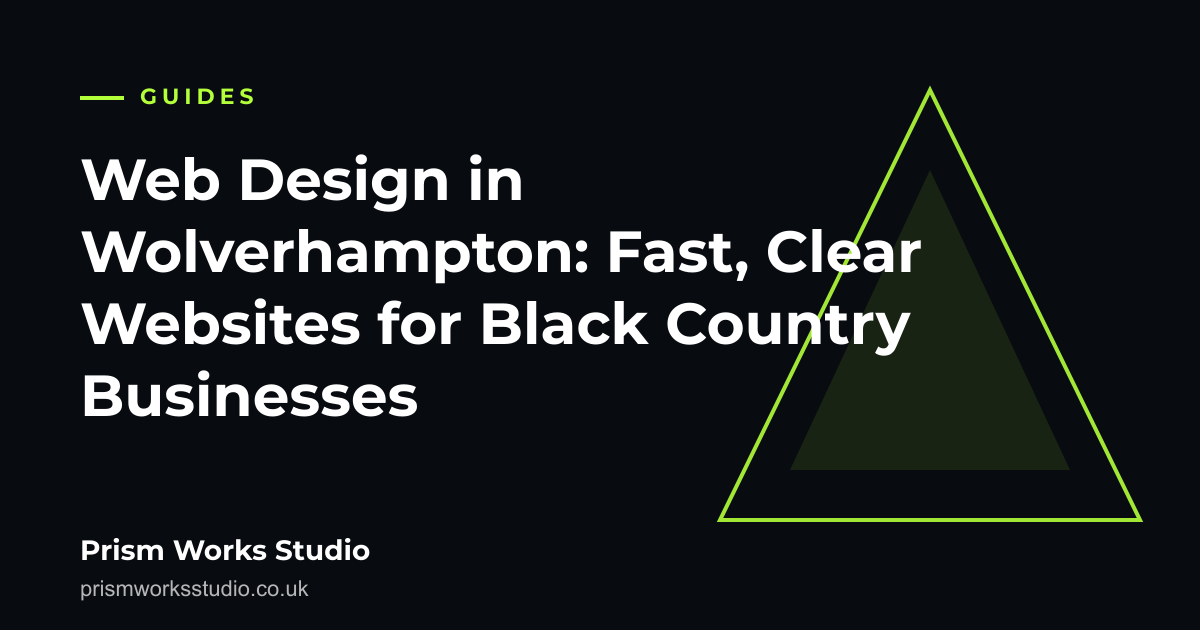 GUIDES
Web Design in
Wolverhampton: Fast, Clear
Websites for Black Country
Businesses
Prism Works Studio
prismworksstudio.co.uk